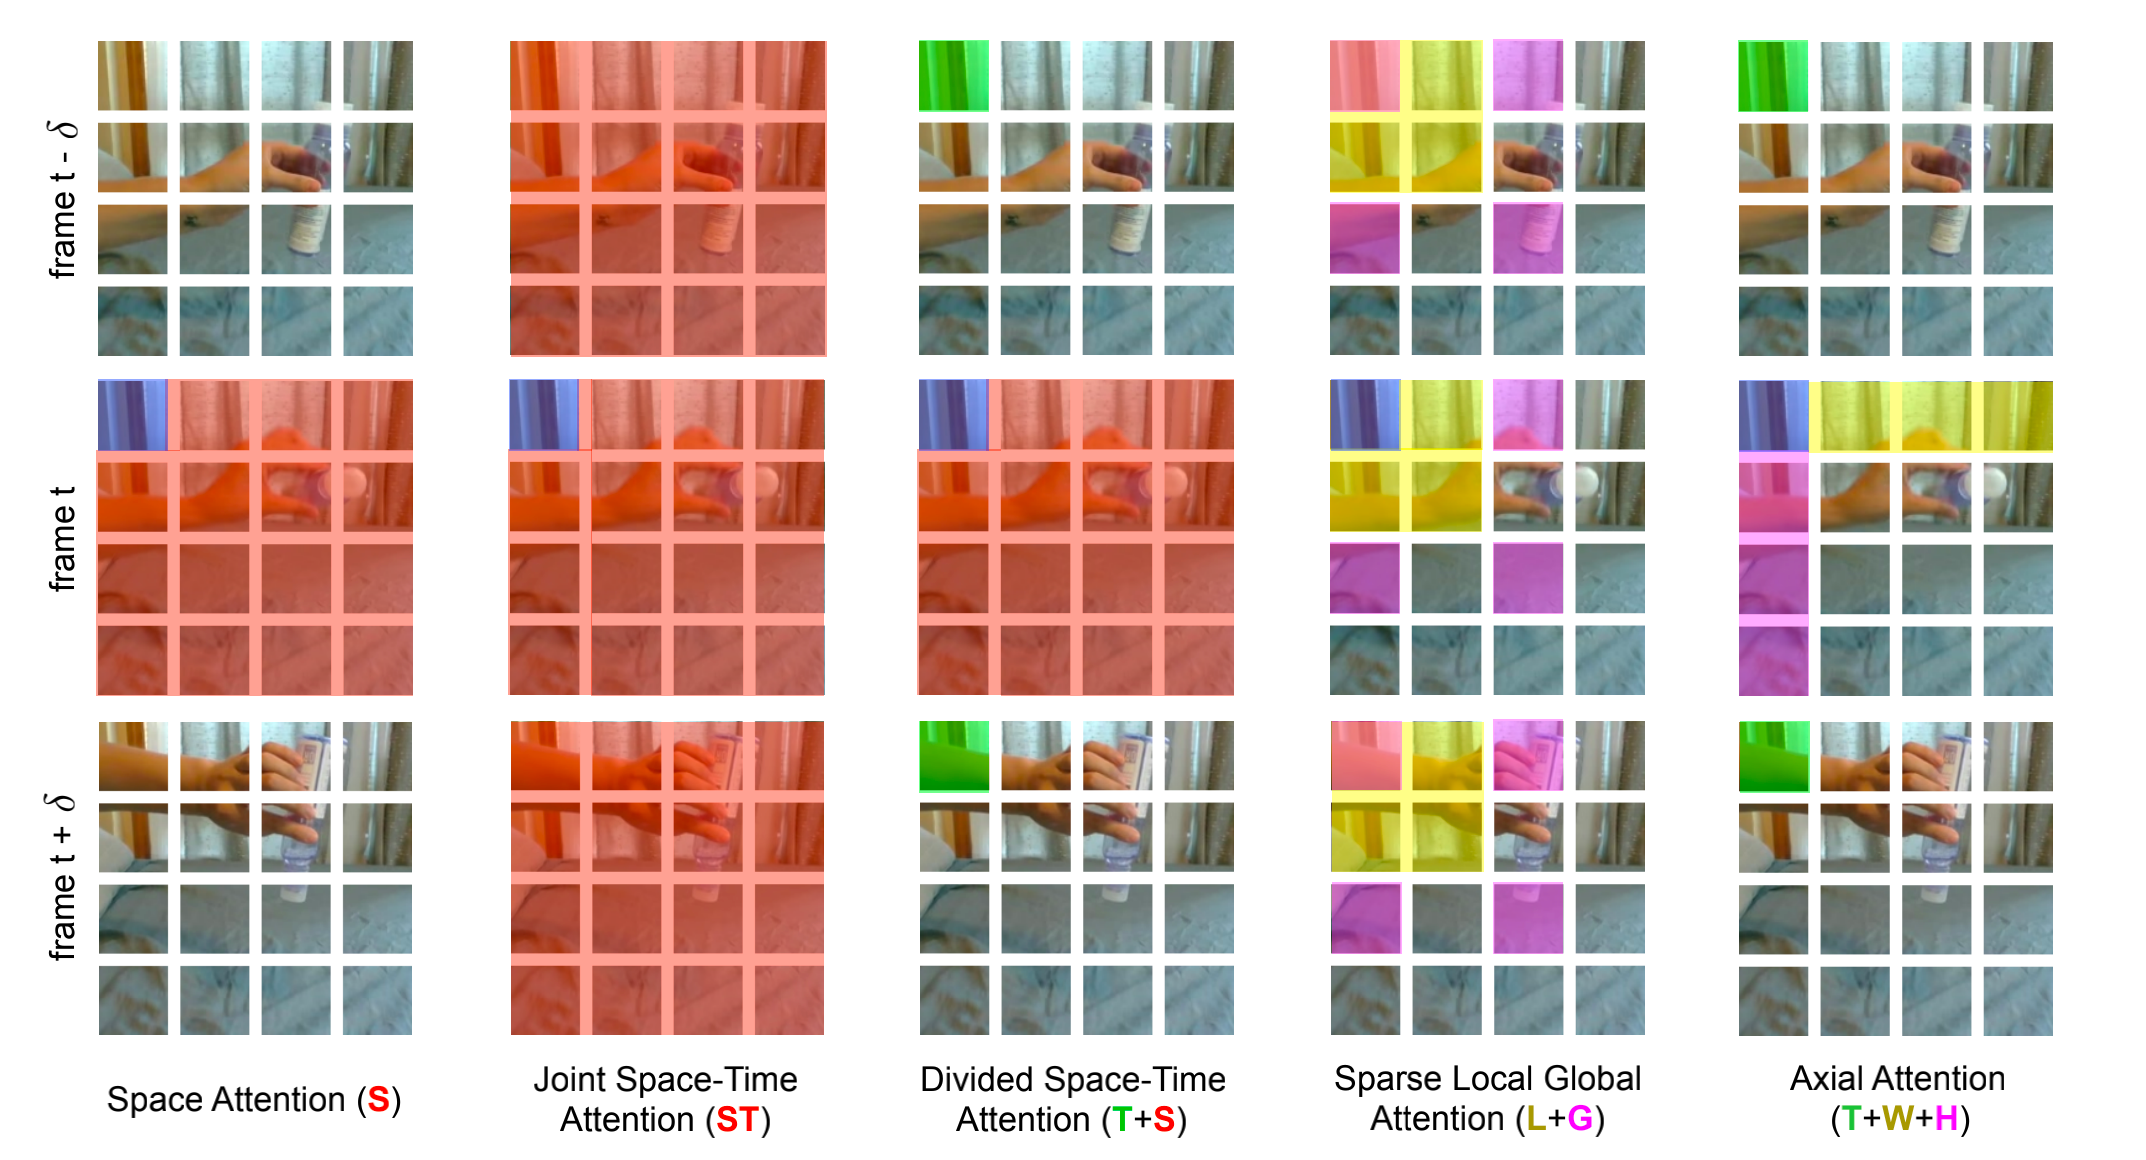 frame t - δ
frame t
frame t + δ
Space Attention (S)
Joint Space-Time
Attention (ST)
Divided Space-Time
Attention (T+S)
Sparse Local Global
Attention (L+G)
Axial Attention
(T+W+H)